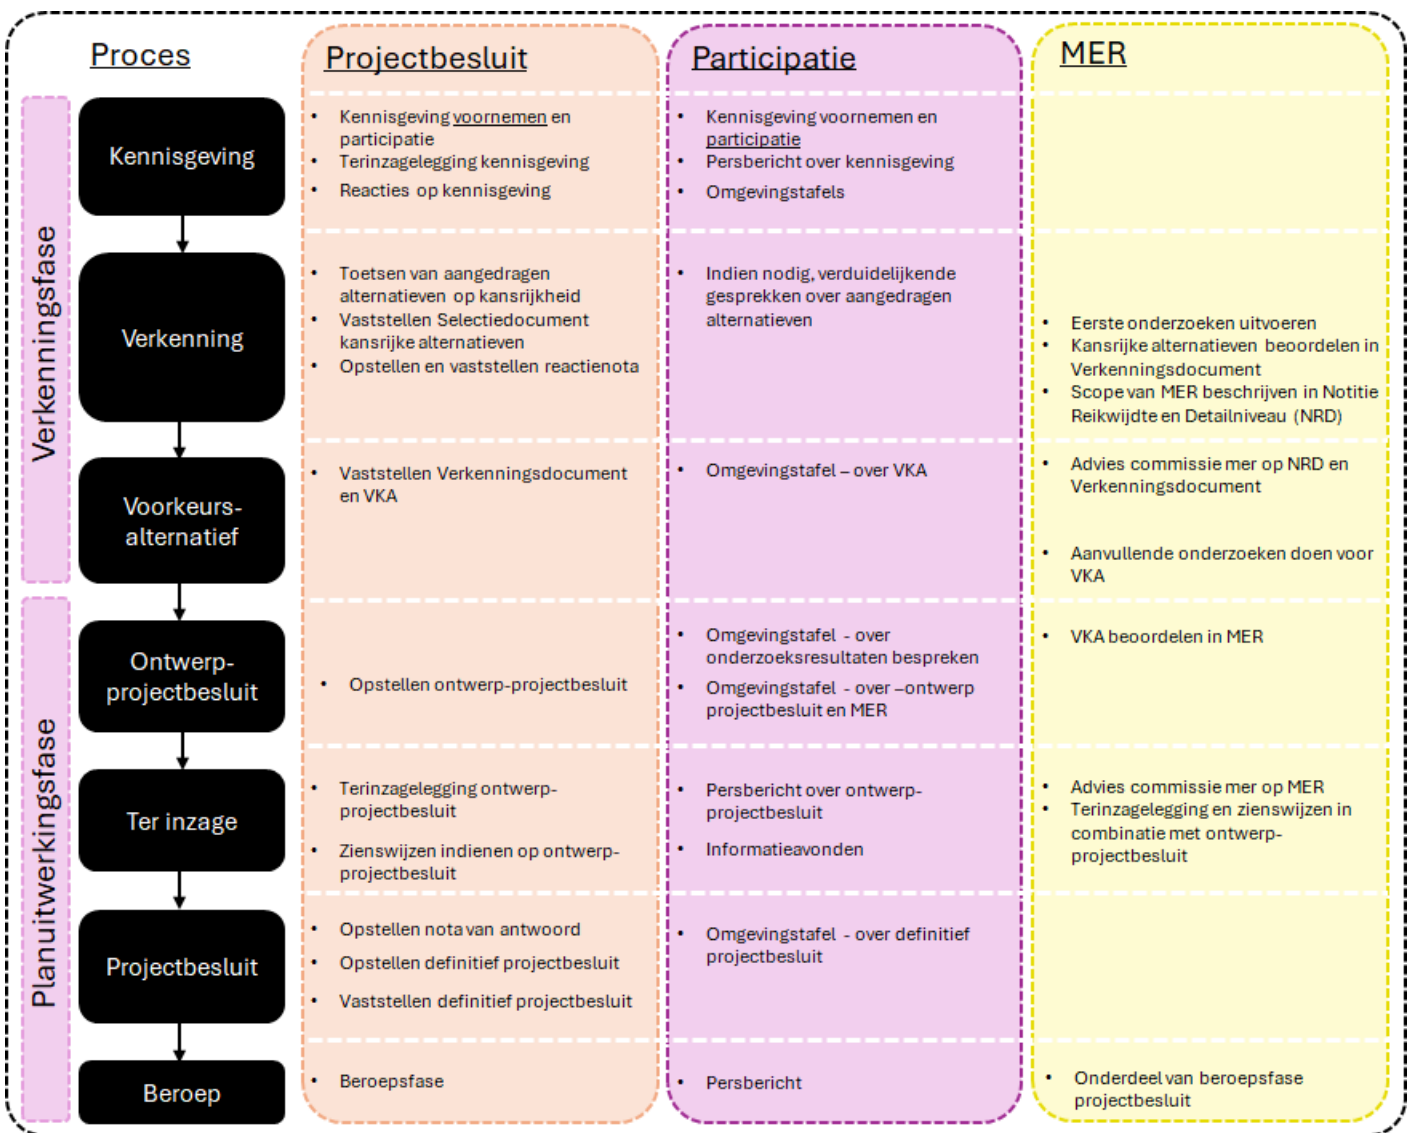 Proces
Projectbesluit
Participatie
MER
Verkenningsfase
Kennisgeving
• Kennisgeving voornemen en
participatie
• Terinzagelegging kennisgeving
• Reacties op kennisgeving
• Kennisgeving voornemen en
participatie
• Persbericht over kennisgeving
• Omgevingstafels
Verkenning
• Toetsen van aangedragen
alternatieven op kansrijkheid
• Vaststellen Selectiedocument
kansrijke alternatieven
• Opstellen en vaststellen reactienota
• Indien nodig, verduidelijkende
gesprekken over aangedragen
alternatieven
• Eerste onderzoeken uitvoeren
• Kansrijke alternatieven beoordelen in
Verkenningsdocument
• Scope van MER beschrijven in Notitie
Reikwijdte en Detailniveau (NRD)
Voorkeurs-
alternatief
• Vaststellen Verkenningsdocument
en VKA
• Omgevingstafel – over VKA
• Advies commissie mer op NRD en
Verkenningsdocument
• Aanvullende onderzoeken doen voor
VKA
Planuitwerkingsfase
Ontwerp-
projectbesluit
• Opstellen ontwerp-projectbesluit
• Omgevingstafel - over
onderzoeksresultaten bespreken
• Omgevingstafel - over –ontwerp
projectbesluit en MER
• VKA beoordelen in MER
Ter inzage
• Terinzagelegging ontwerp-
projectbesluit
• Zienswijzen indienen op ontwerp-
projectbesluit
• Persbericht over ontwerp-
projectbesluit
• Informatieavonden
• Advies commissie mer op MER
• Terinzagelegging en zienswijzen in
combinatie met ontwerp-
projectbesluit
Projectbesluit
• Opstellen nota van antwoord
• Opstellen definitief projectbesluit
• Vaststellen definitief projectbesluit
• Omgevingstafel - over definitief
projectbesluit
Beroep
• Beroepsfase
• Persbericht
• Onderdeel van beroepsfase
projectbesluit